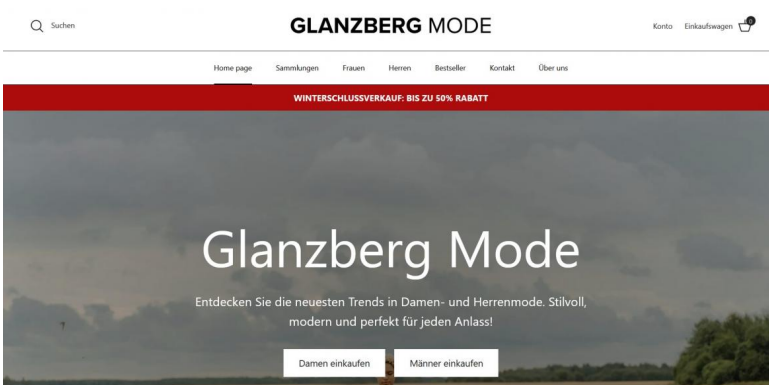 Suchen
GLANZBERG MODE
Konto Einkaufswagen 0
Home page Sammlungen Frauen Herren Bestseller Kontakt Über uns
WINTERSCHLUSSVERKAUF: BIS ZU 50% RABATT
Glanzberg Mode
Entdecken Sie die neuesten Trends in Damen- und Herrenmode. Stilvoll,
modern und perfekt für jeden Anlass!
Damen einkaufen Männer einkaufen